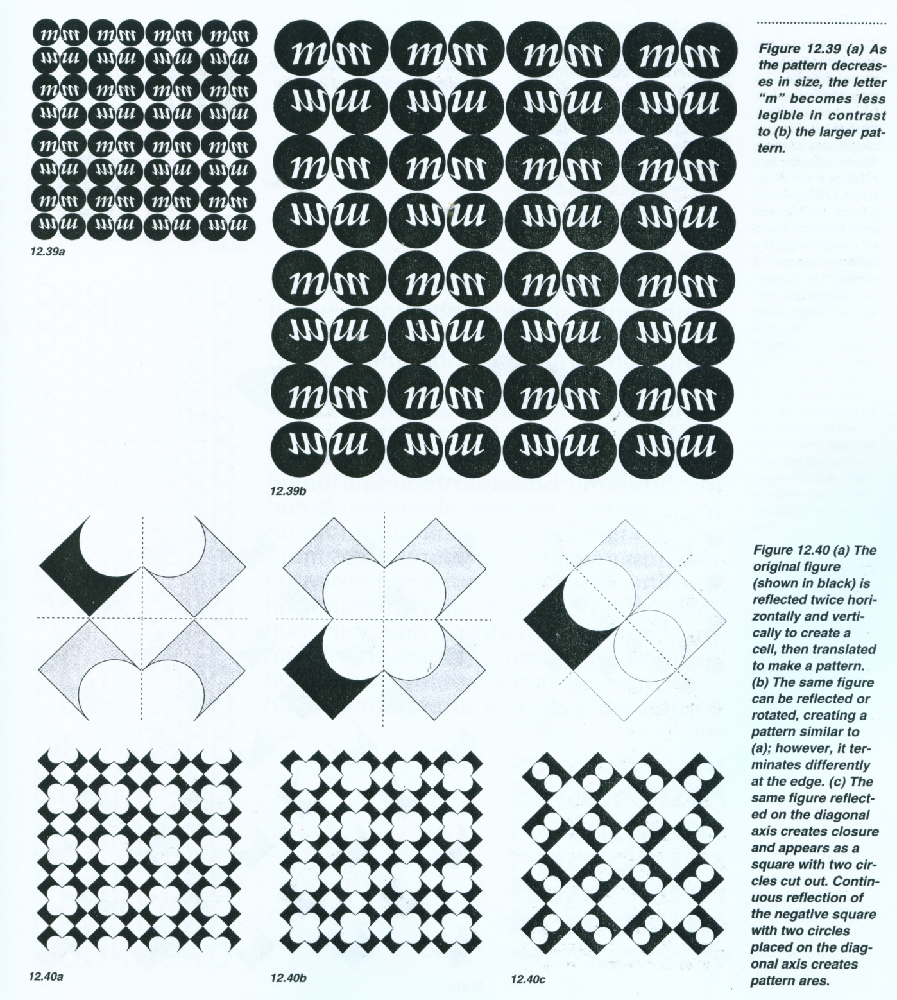 Figure 12.39 (a) As
the pattern decreas-
es in size, the letter
“m” becomes less
legible in contrast
to (b) the larger pat-
tern.
12.39a
12.39b
Figure 12.40 (a) The
original figure
(shown in black) is
reflected twice hori-
zontally and verti-
cally to create a
cell, then translated
to make a pattern.
(b) The same figure
can be reflected or
rotated, creating a
pattern similar to
(a); however, it ter-
minates differently
at the edge. (c) The
same figure reflect-
ed on the diagonal
axis creates closure
and appears as a
square with two cir-
cles cut out. Contin-
uous reflection of
the negative square
with two circles
placed on the diag-
onal axis creates
pattern ares.
12.40a
12.40b
12.40c